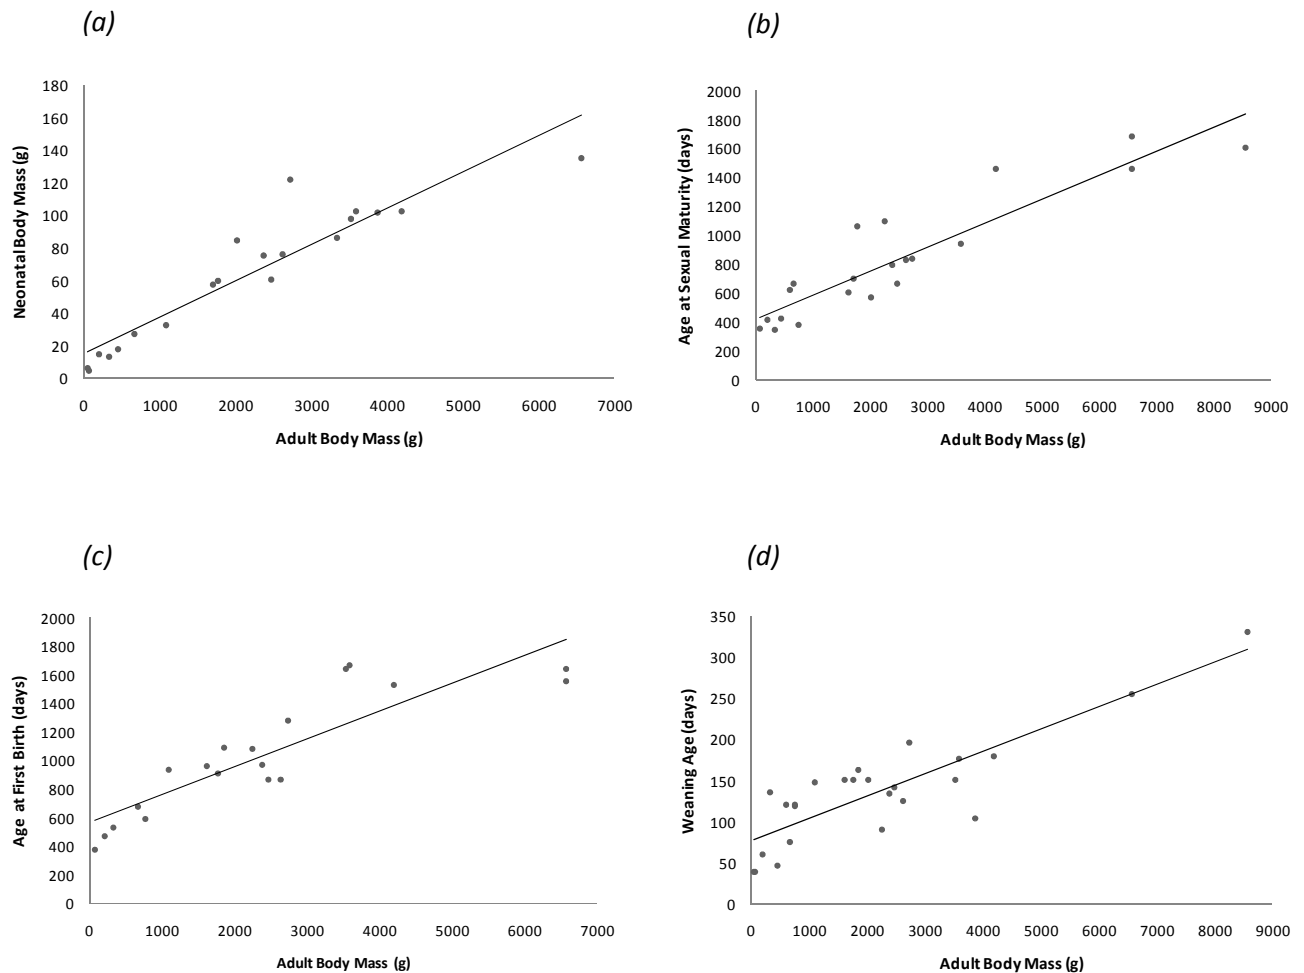 (a)
180
160
140
120
100
80
60
40
20
0
Neonatal Body Mass (g)
0 1000 2000 3000 4000 5000 6000 7000
Adult Body Mass (g)
(b)
2000
1800
1600
1400
1200
1000
800
600
400
200
0
Age at Sexual Maturity (days)
0 1000 2000 3000 4000 5000 6000 7000 8000 9000
Adult Body Mass (g)
(c)
2000
1800
1600
1400
1200
1000
800
600
400
200
0
Age at First Birth (days)
0 1000 2000 3000 4000 5000 6000 7000
Adult Body Mass (g)
(d)
350
300
250
200
150
100
50
0
Weaning Age (days)
0 1000 2000 3000 4000 5000 6000 7000 8000 9000
Adult Body Mass (g)